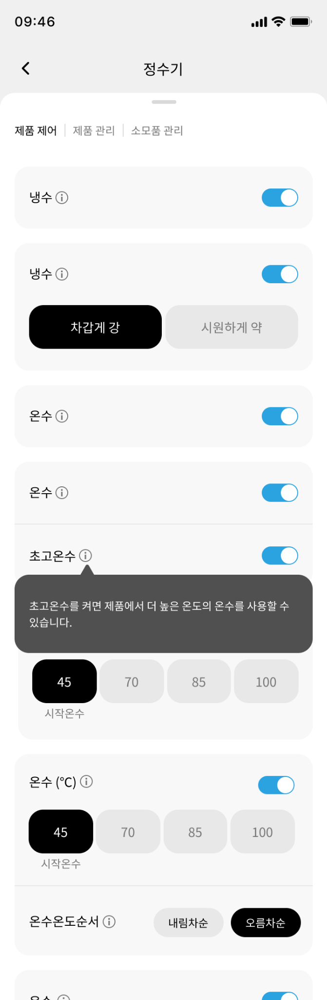 09:46
정수기
제품 제어 제품 관리 소모품 관리
냉수
냉수
차갑게 강 시원하게 약
온수
온수
초고온수
초고온수를 켜면 제품에서 더 높은 온도의 온수를 사용할 수
있습니다.
45 70 85 100
시작온수
온수 (°C)
45 70 85 100
시작온수
온수온도순서 내림차순 오름차순